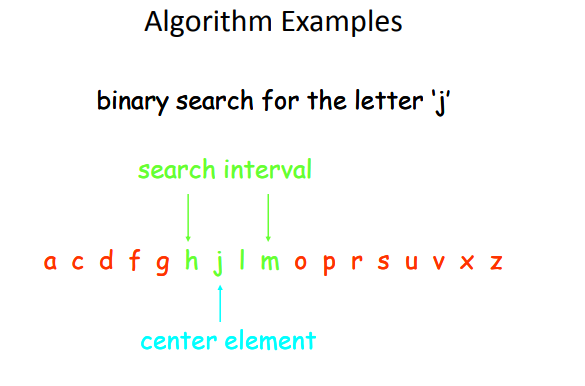 Algorithm Examples
binary search for the letter ‘j’
search interval
a c d f g h j l m o p r s u v x z
center element